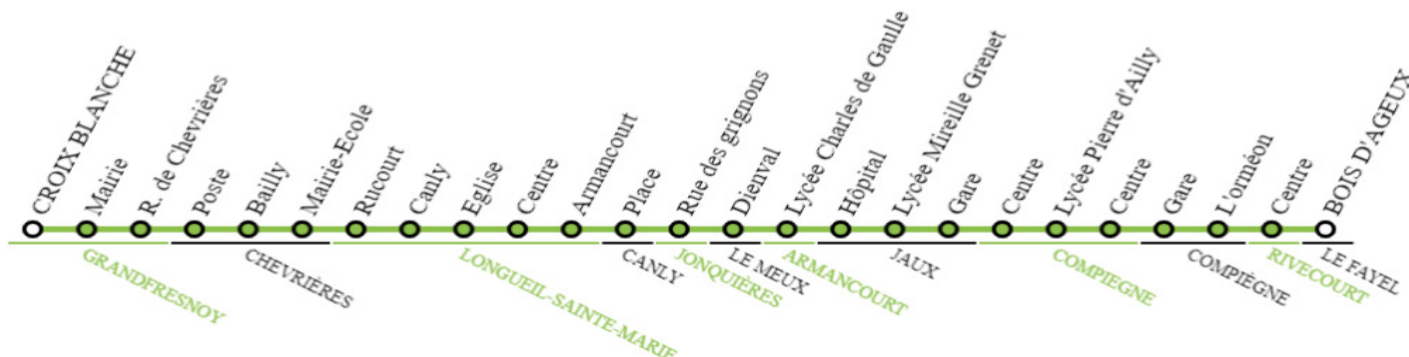 CROIX BLANCHE
Mairie
R. de Chevrières
Poste
Bailly
Mairie-Ecole
Rucourt
Canly
Eglise
Centre
Armancourt
Place
Rue des grignons
Dienval
Lycée Charles de Gaulle
Hôpital
Lycée Mireille Grenet
Gare
Centre
Lycée Pierre d'Ailly
Centre
Gare
L'orméon
Centre
BOIS D'AGEUX
GRANDFRESNOY
CHEVRIÈRES
LONGUEIL-SAINTE-MARIE
CANLY
JONQUIÈRES
LE MEUX
ARMANCOURT
JAUX
COMPIEGNE
COMPIÈGNE
RIVECOURT
LE FAYEL